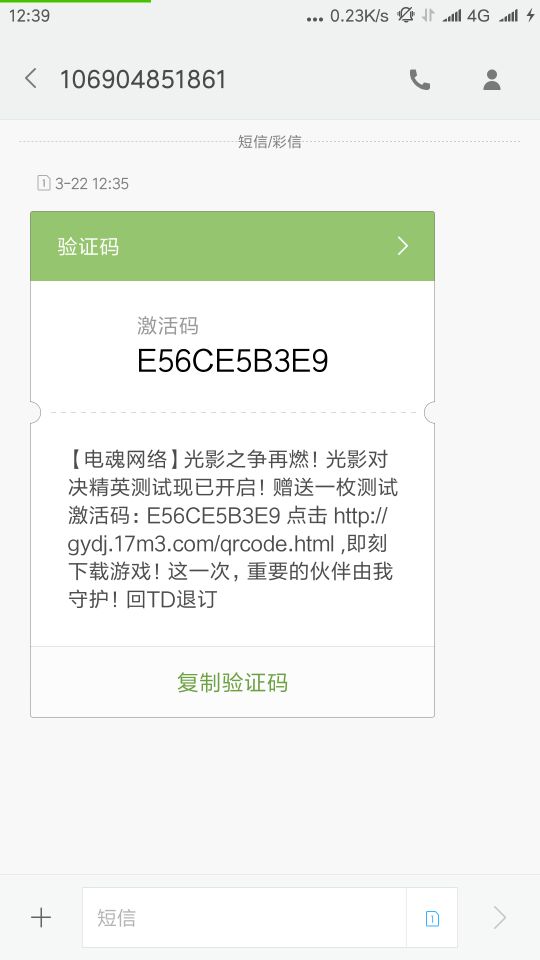 12:39
... 0.23K/s 4G
106904851861
短信/彩信
1 3-22 12:35
验证码
激活码
E56CE5B3E9
【电魂网络】光影之争再燃！光影对
决精英测试现已开启！赠送一枚测试
激活码：E56CE5B3E9 点击 http://
gydj.17m3.com/qrcode.html ,即刻
下载游戏！这一次，重要的伙伴由我
守护！回TD退订
复制验证码
短信
1